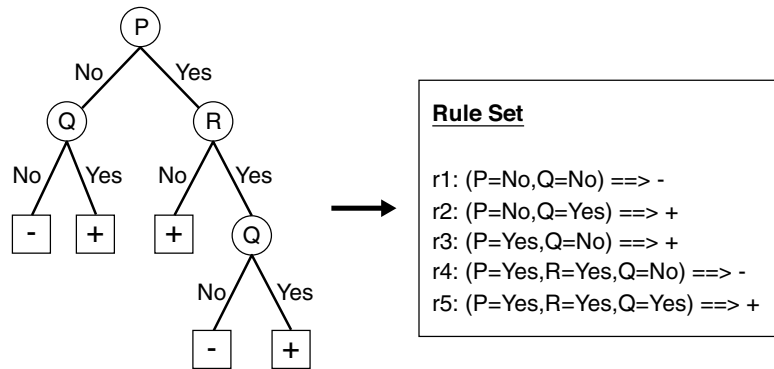 P
No
Yes
Q
R
No
Yes
No
Yes
-
+
+
Q
No
Yes
-
+
Rule Set
r1: (P=No,Q=No) ==> -
r2: (P=No,Q=Yes) ==> +
r3: (P=Yes,Q=No) ==> +
r4: (P=Yes,R=Yes,Q=No) ==> -
r5: (P=Yes,R=Yes,Q=Yes) ==> +